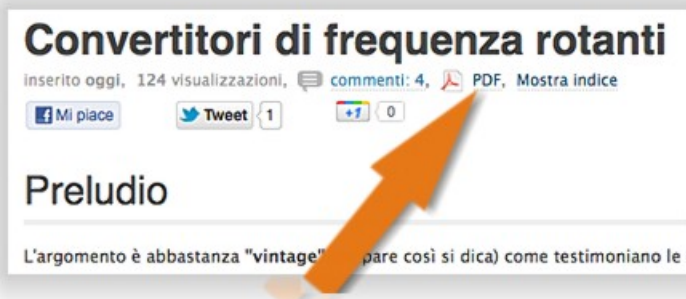 Convertitori di frequenza rotanti
inserito oggi, 124 visualizzazioni, commenti: 4, PDF, Mostra indice
Mi piace Tweet 1 +1 0
Preludio
L'argomento è abbastanza "vintage" pare così si dica) come testimoniano le